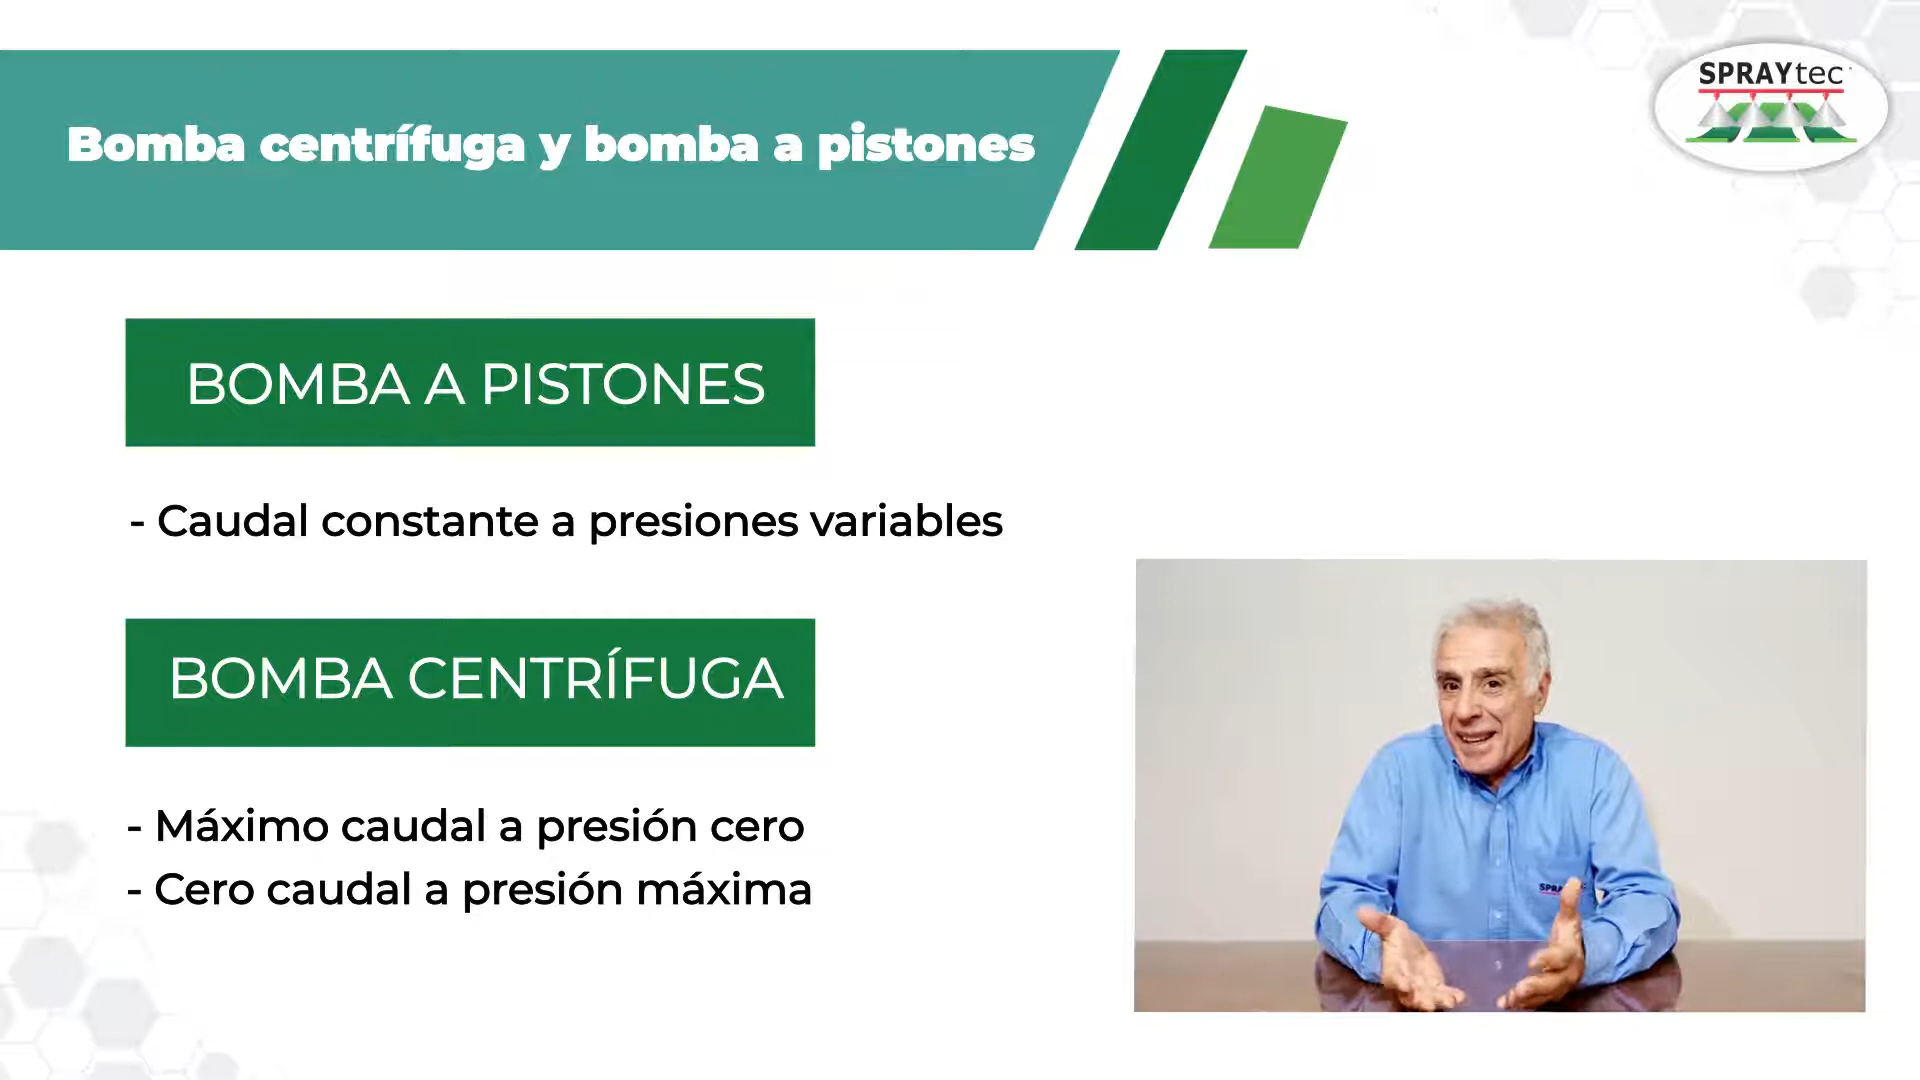 Bomba centrífuga y bomba a pistones
SPRAYtec
BOMBA A PISTONES
- Caudal constante a presiones variables
BOMBA CENTRÍFUGA
- Máximo caudal a presión cero
- Cero caudal a presión máxima